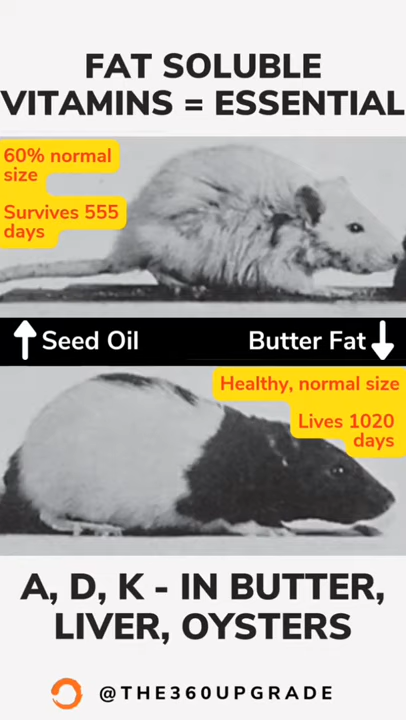 FAT SOLUBLE
VITAMINS = ESSENTIAL
60% normal
size
Survives 555
days
Seed Oil
Butter Fat
Healthy, normal size
Lives 1020
days
A, D, K - IN BUTTER,
LIVER, OYSTERS
@THE360UPGRADE